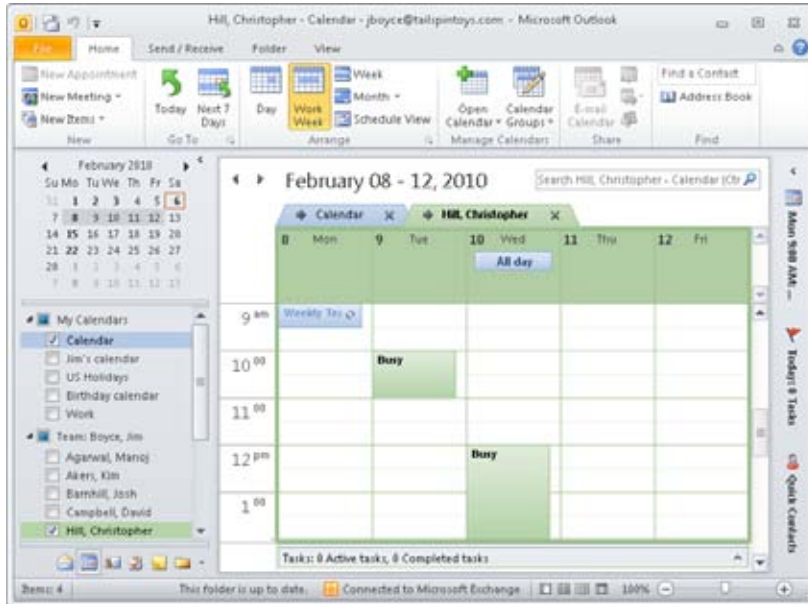 Hill, Christopher - Calendar - jboyce@tailspintoys.com - Microsoft Outlook
File Home Send / Receive Folder View
New Appointment
New Meeting
New Items
New
Today
Next 7 Days
Go To
Day
Work Week
Week
Month
Schedule View
Arrange
Open Calendar
Calendar Groups
Manage Calendars
E-mail Calendar
Share
Find a Contact
Address Book
Find
February 2010
Su Mo Tu We Th Fr Sa
31 1 2 3 4 5 6
7 8 9 10 11 12 13
14 15 16 17 18 19 20
21 22 23 24 25 26 27
28 1 2 3 4 5 6
7 8 9 10 11 12 13
My Calendars
Calendar
Jim's calendar
US Holidays
Birthday calendar
Work
Team: Boyce, Jim
Agarwal, Manoj
Akers, Kim
Barnhill, Josh
Campbell, David
Hill, Christopher
February 08 - 12, 2010
Search Hill, Christopher - Calendar (Ctr
Calendar
Hill, Christopher
8 Mon 9 Tue 10 Wed 11 Thu 12 Fri
All day
9 am
Weekly
10 00
Busy
11 00
12 pm
Busy
1 00
Tasks: 0 Active tasks, 0 Completed tasks
Mon 9:00 AM: ...
Today: 0 Tasks
Quick Contacts
Items: 4
This folder is up to date.
Connected to Microsoft Exchange
100%